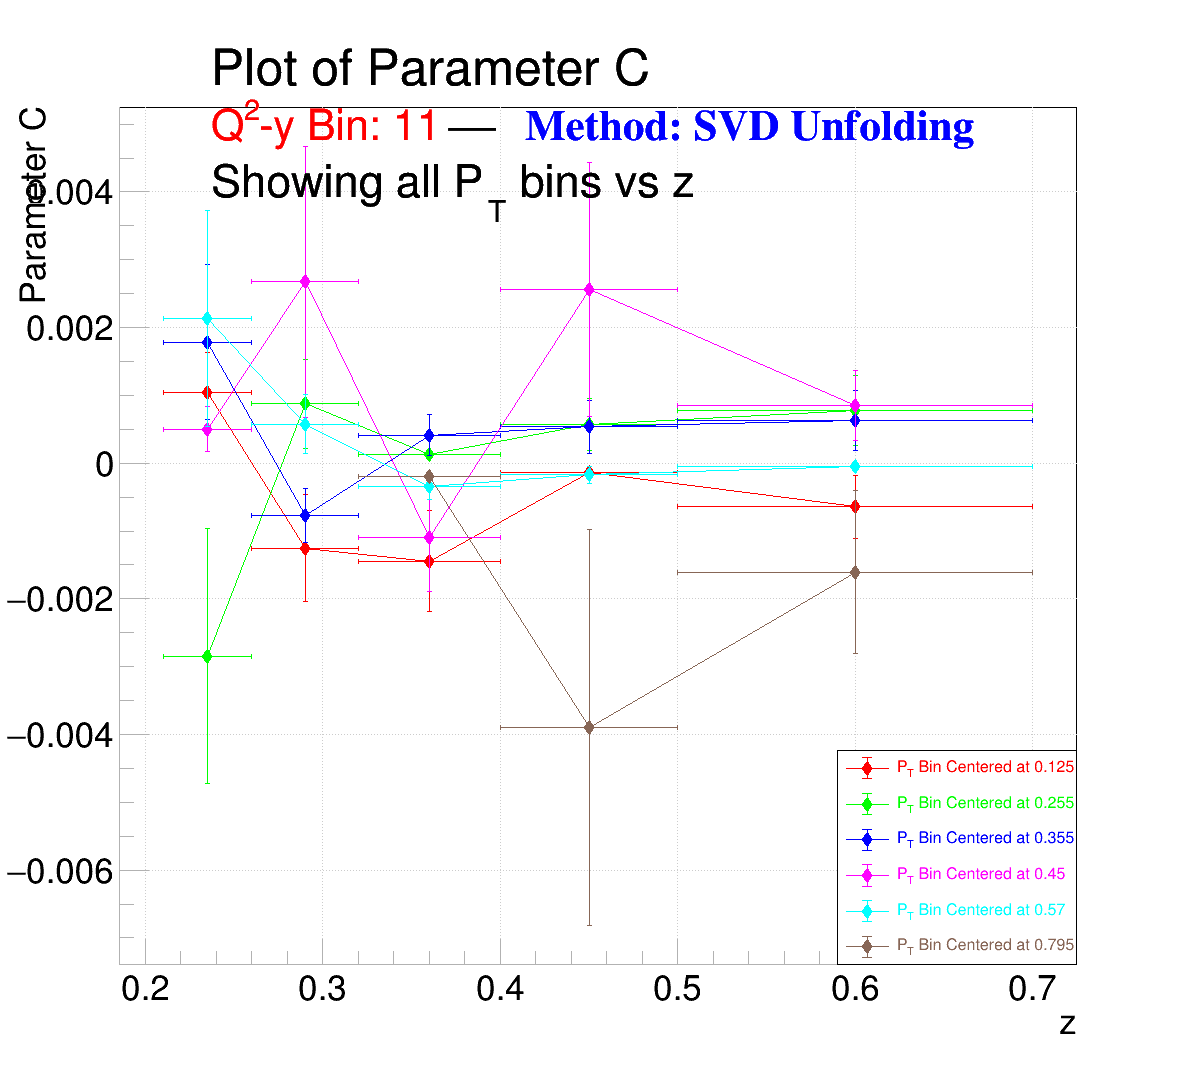 Plot of Parameter C
Q2-y Bin: 11 — Method: SVD Unfolding
Showing all PT bins vs z
Parameter C
0.004
0.002
0
−0.002
−0.004
−0.006
PT Bin Centered at 0.125
PT Bin Centered at 0.255
PT Bin Centered at 0.355
PT Bin Centered at 0.45
PT Bin Centered at 0.57
PT Bin Centered at 0.795
0.2 0.3 0.4 0.5 0.6 0.7
z